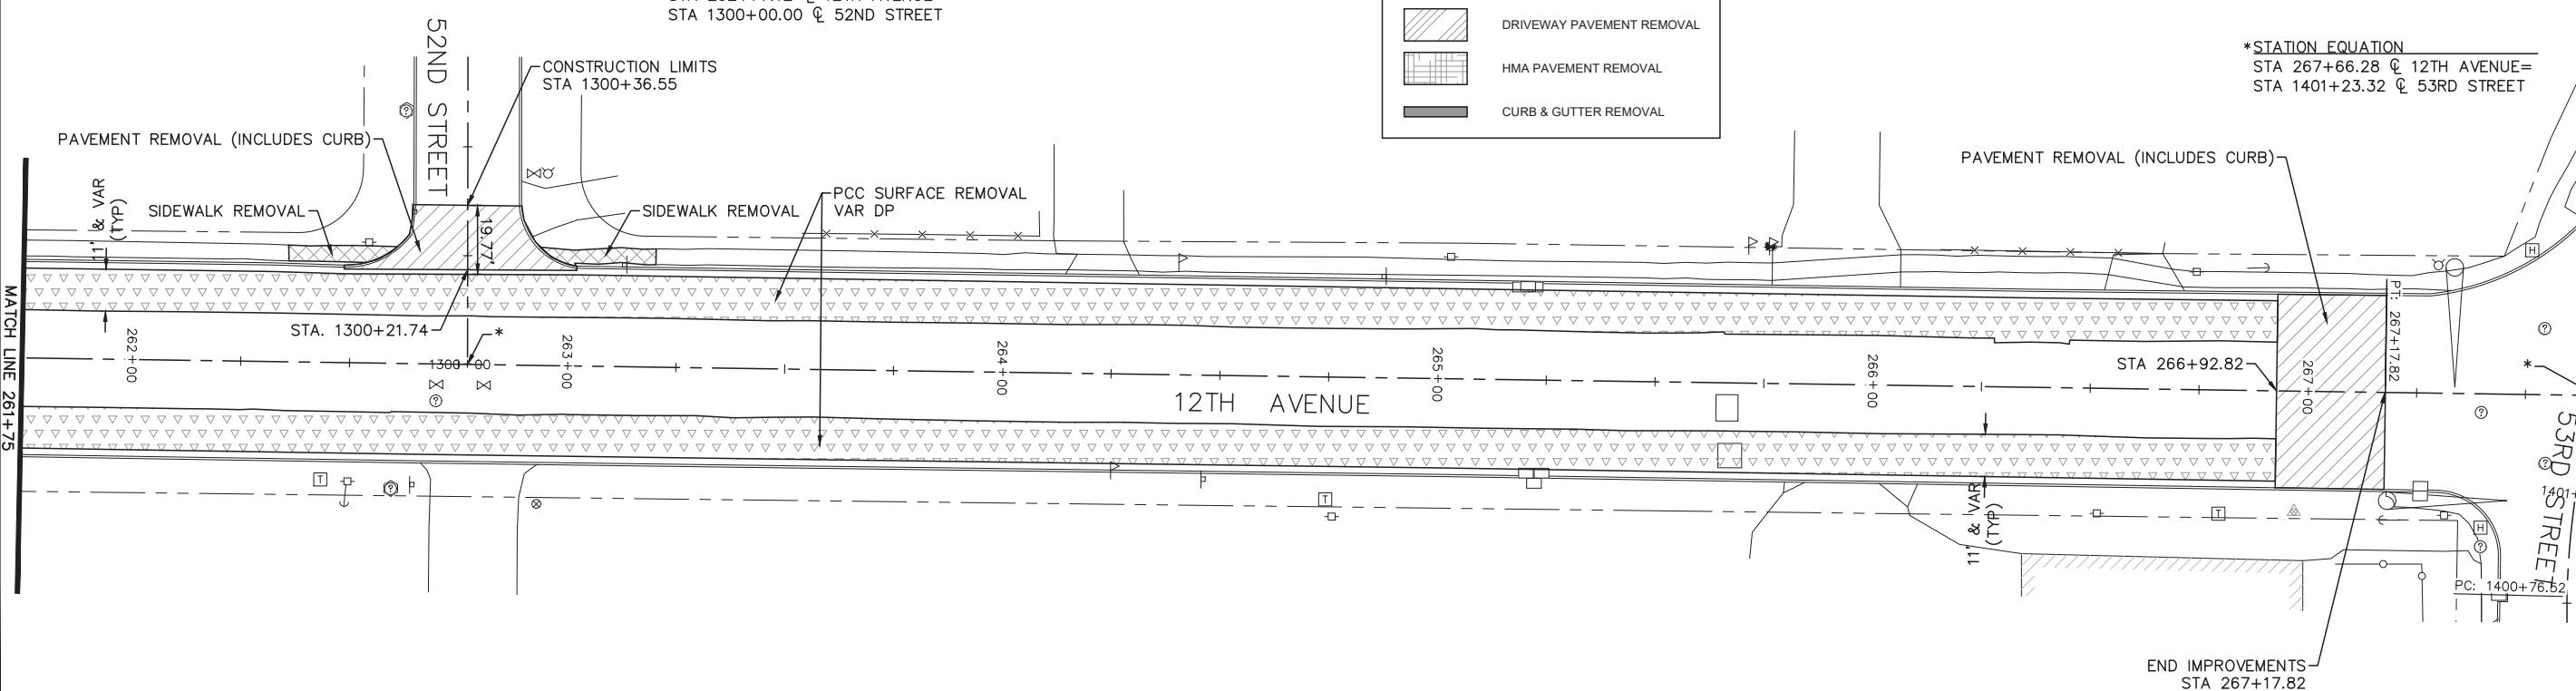 STA 1300+00.00 ℄ 52ND STREET
DRIVEWAY PAVEMENT REMOVAL
HMA PAVEMENT REMOVAL
CURB & GUTTER REMOVAL
*STATION EQUATION
STA 267+66.28 ℄ 12TH AVENUE=
STA 1401+23.32 ℄ 53RD STREET
52ND STREET
CONSTRUCTION LIMITS
STA 1300+36.55
PAVEMENT REMOVAL (INCLUDES CURB)
PAVEMENT REMOVAL (INCLUDES CURB)
11' & VAR
(TYP)
SIDEWALK REMOVAL
19.77'
SIDEWALK REMOVAL
PCC SURFACE REMOVAL
VAR DP
MATCH LINE 261+75
STA. 1300+21.74
*
262+00
1300+00
263+00
264+00
265+00
266+00
STA 266+92.82
267+00
PT: 267+17.82
*
12TH AVENUE
11' & VAR
(TYP)
53RD STREET
1401+
PC: 1400+76.52
END IMPROVEMENTS
STA 267+17.82
T
T
T
H
H
?
?
?
?
?
?
?
?